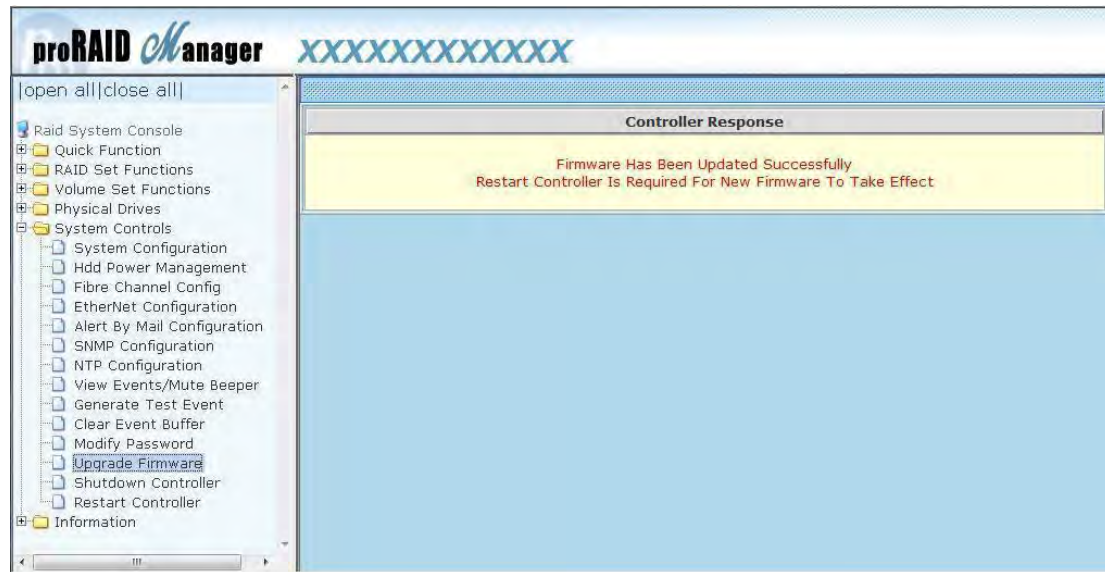 proRAID Manager XXXXXXXXXXXXX
|open all|close all|
Raid System Console
Quick Function
RAID Set Functions
Volume Set Functions
Physical Drives
System Controls
System Configuration
Hdd Power Management
Fibre Channel Config
EtherNet Configuration
Alert By Mail Configuration
SNMP Configuration
NTP Configuration
View Events/Mute Beeper
Generate Test Event
Clear Event Buffer
Modify Password
Upgrade Firmware
Shutdown Controller
Restart Controller
Information
Controller Response
Firmware Has Been Updated Successfully
Restart Controller Is Required For New Firmware To Take Effect